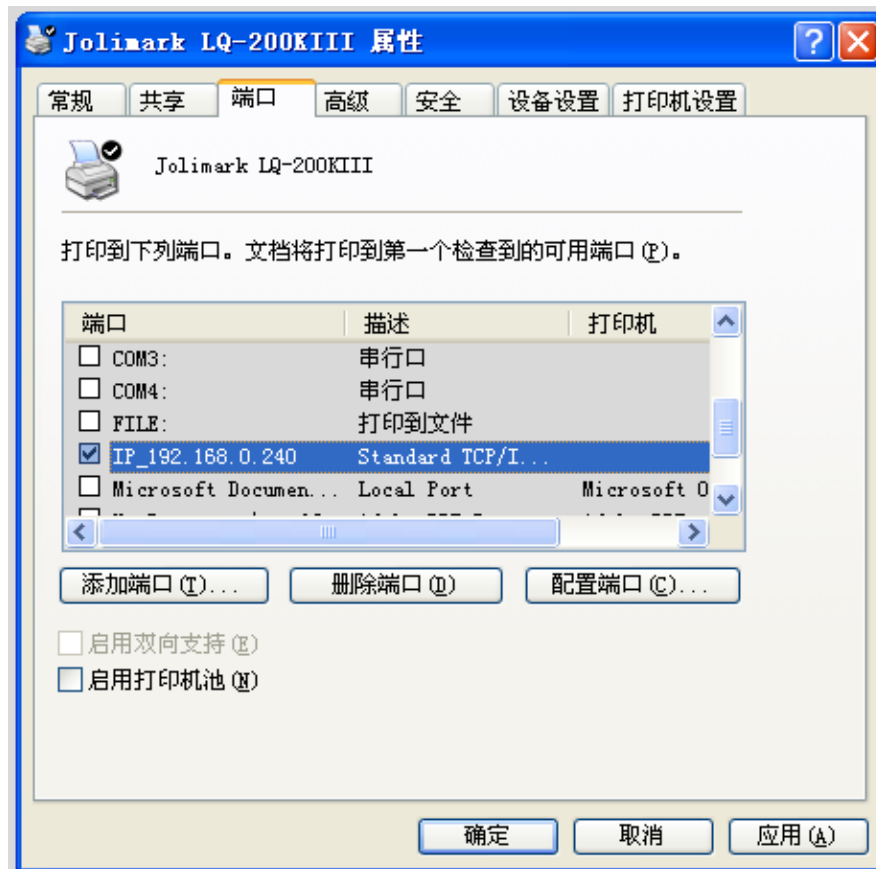 Jolimark LQ-200KIII 属性
常规 共享 端口 高级 安全 设备设置 打印机设置
Jolimark LQ-200KIII
打印到下列端口。文档将打印到第一个检查到的可用端口(P)。
端口 描述 打印机
COM3: 串行口
COM4: 串行口
FILE: 打印到文件
IP_192.168.0.240 Standard TCP/I...
Microsoft Documen... Local Port Microsoft O
添加端口(T)... 删除端口(D) 配置端口(C)...
启用双向支持(E)
启用打印机池(N)
确定 取消 应用(A)